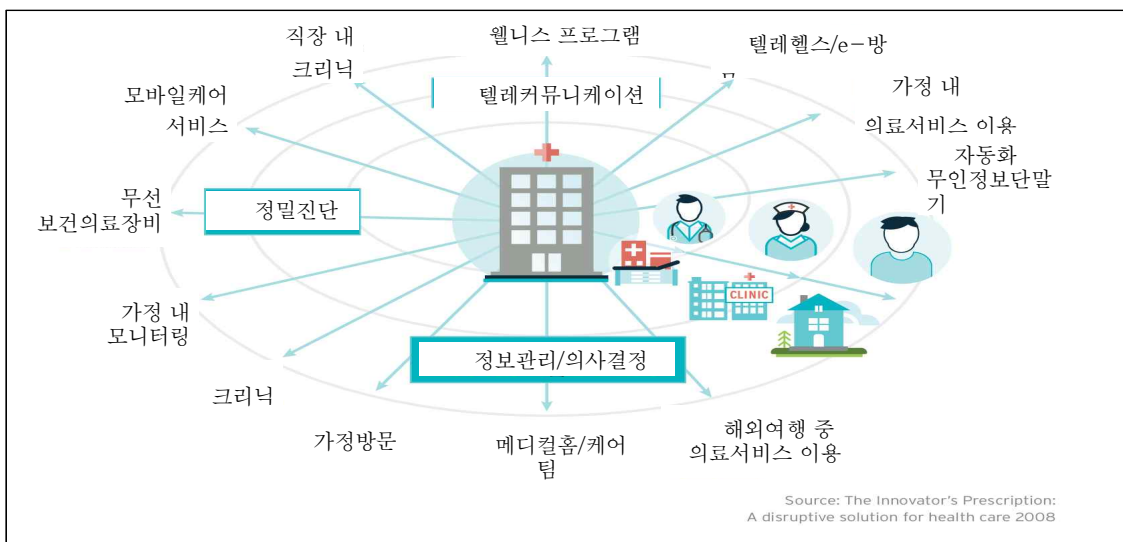 직장 내
크리닉
웰니스 프로그램
텔레헬스/e-방
모바일케어
서비스
텔레커뮤니케이션
가정 내
의료서비스 이용
자동화
무인정보단말
기
무선
보건의료장비
정밀진단
CLINIC
가정 내
모니터링
정보관리/의사결정
크리닉
가정방문
메디컬홈/케어
팀
해외여행 중
의료서비스 이용
Source: The Innovator's Prescription:
A disruptive solution for health care 2008